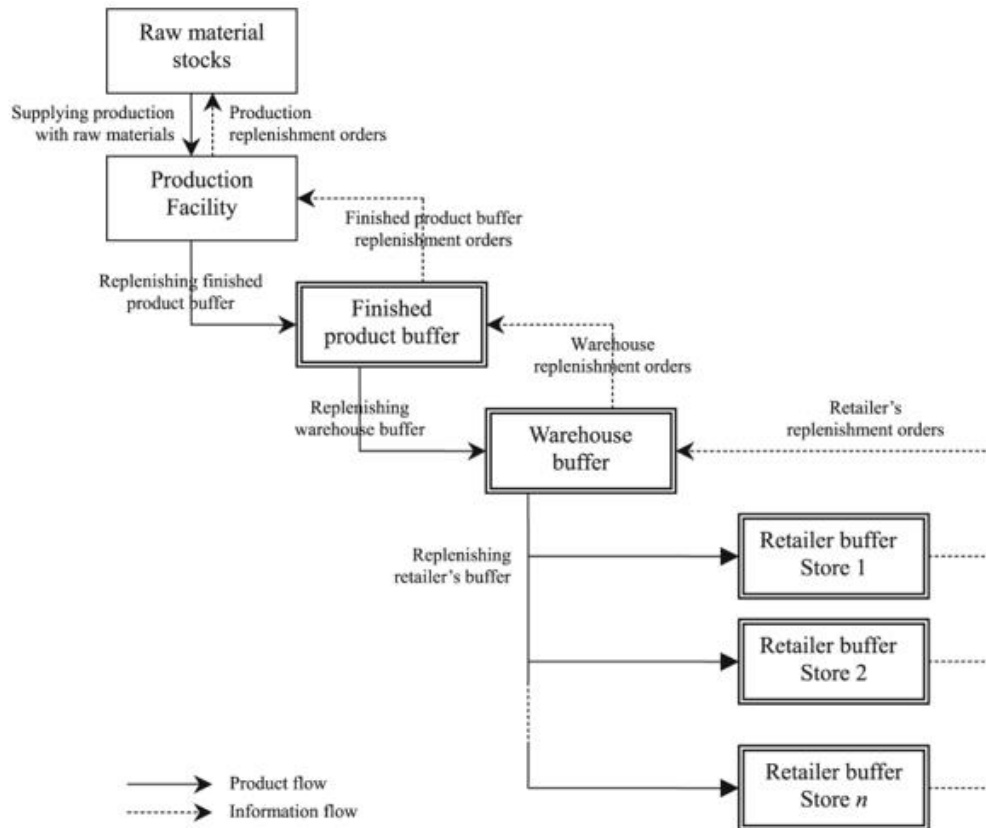 Raw material
stocks
Supplying production
with raw materials
Production
replenishment orders
Production
Facility
Finished product buffer
replenishment orders
Replenishing finished
product buffer
Finished
product buffer
Warehouse
replenishment orders
Replenishing
warehouse buffer
Warehouse
buffer
Retailer's
replenishment orders
Replenishing
retailer's buffer
Retailer buffer
Store 1
Retailer buffer
Store 2
Retailer buffer
Store n
Product flow
Information flow